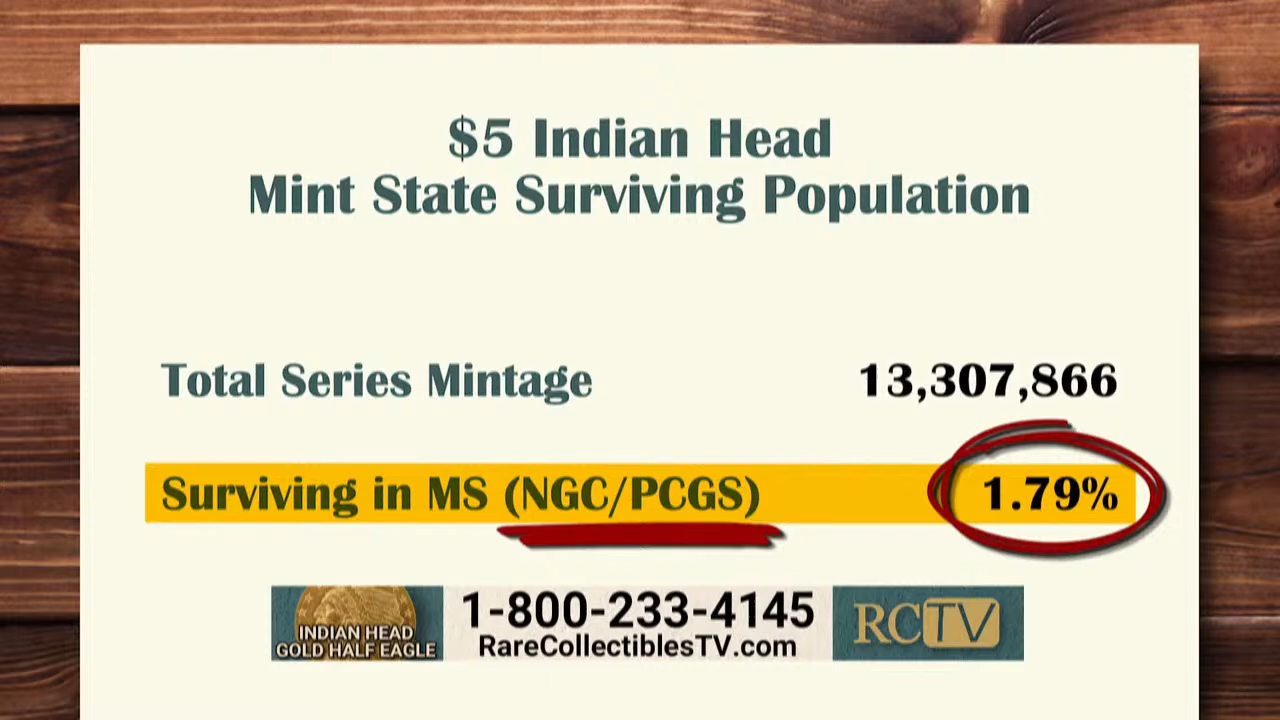 $5 Indian Head
Mint State Surviving Population
Total Series Mintage 13,307,866
Surviving in MS (NGC/PCGS) 1.79%
INDIAN HEAD
GOLD HALF EAGLE
1-800-233-4145
RareCollectiblesTV.com
RCTV